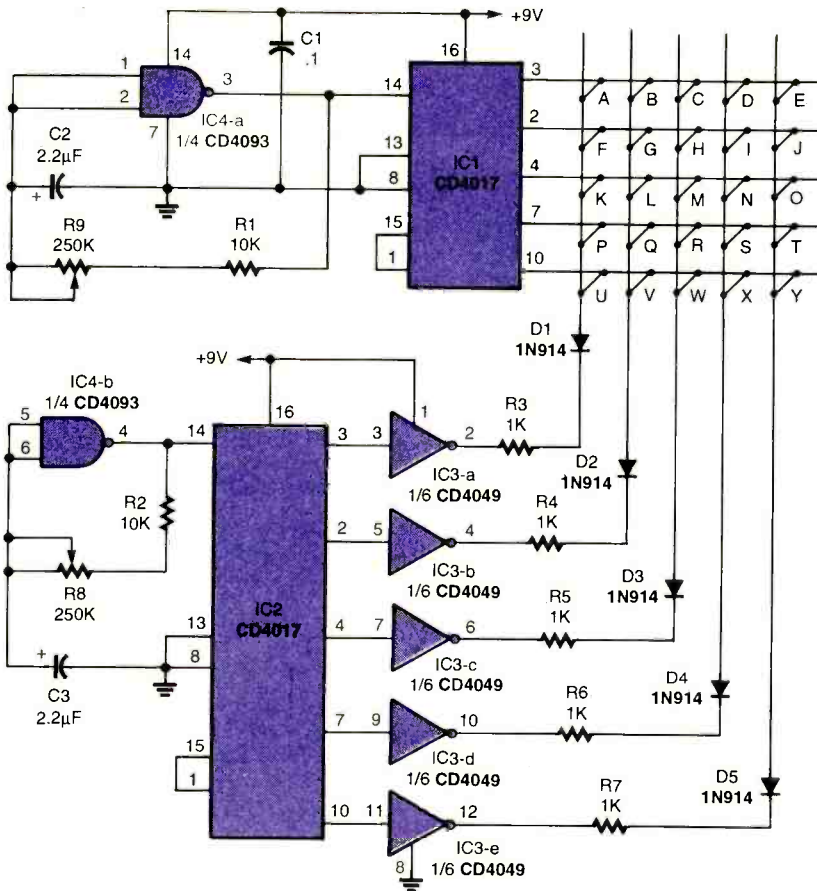 +9V
C1
.1
14
16
1
2
3
IC4-a
1/4 CD4093
7
C2
2.2µF
+
R9
250K
R1
10K
14
13
8
15
1
IC1
CD4017
3
2
4
7
10
A B C D E
F G H I J
K L M N O
P Q R S T
U V W X Y
D1
1N914
+9V
IC4-b
1/4 CD4093
5
6
4
14
16
R2
10K
R8
250K
+
C3
2.2µF
13
8
15
1
IC2
CD4017
3 3 1 2
IC3-a
1/6 CD4049
R3
1K
D2
1N914
2 5 4
IC3-b
1/6 CD4049
R4
1K
D3
1N914
4 7 6
IC3-c
1/6 CD4049
R5
1K
D4
1N914
7 9 10
IC3-d
1/6 CD4049
R6
1K
D5
1N914
10 11 12
8
IC3-e
1/6 CD4049
R7
1K